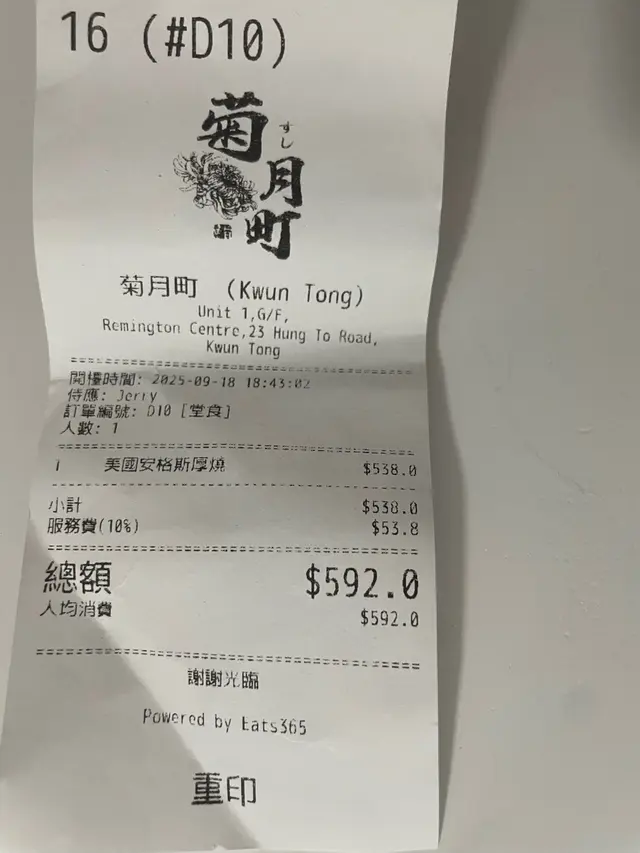 16 (#D10)
菊月町
すし
菊月町 (Kwun Tong)
Unit 1,G/F,
Remington Centre,23 Hung To Road,
Kwun Tong
開檯時間: 2025-09-18 18:43:02
侍應: Jerry
訂單編號: D10 [堂食]
人數: 1
1 美國安格斯厚燒 $538.0
小計 $538.0
服務費(10%) $53.8
總額 $592.0
人均消費 $592.0
謝謝光臨
Powered by Eats365
重印